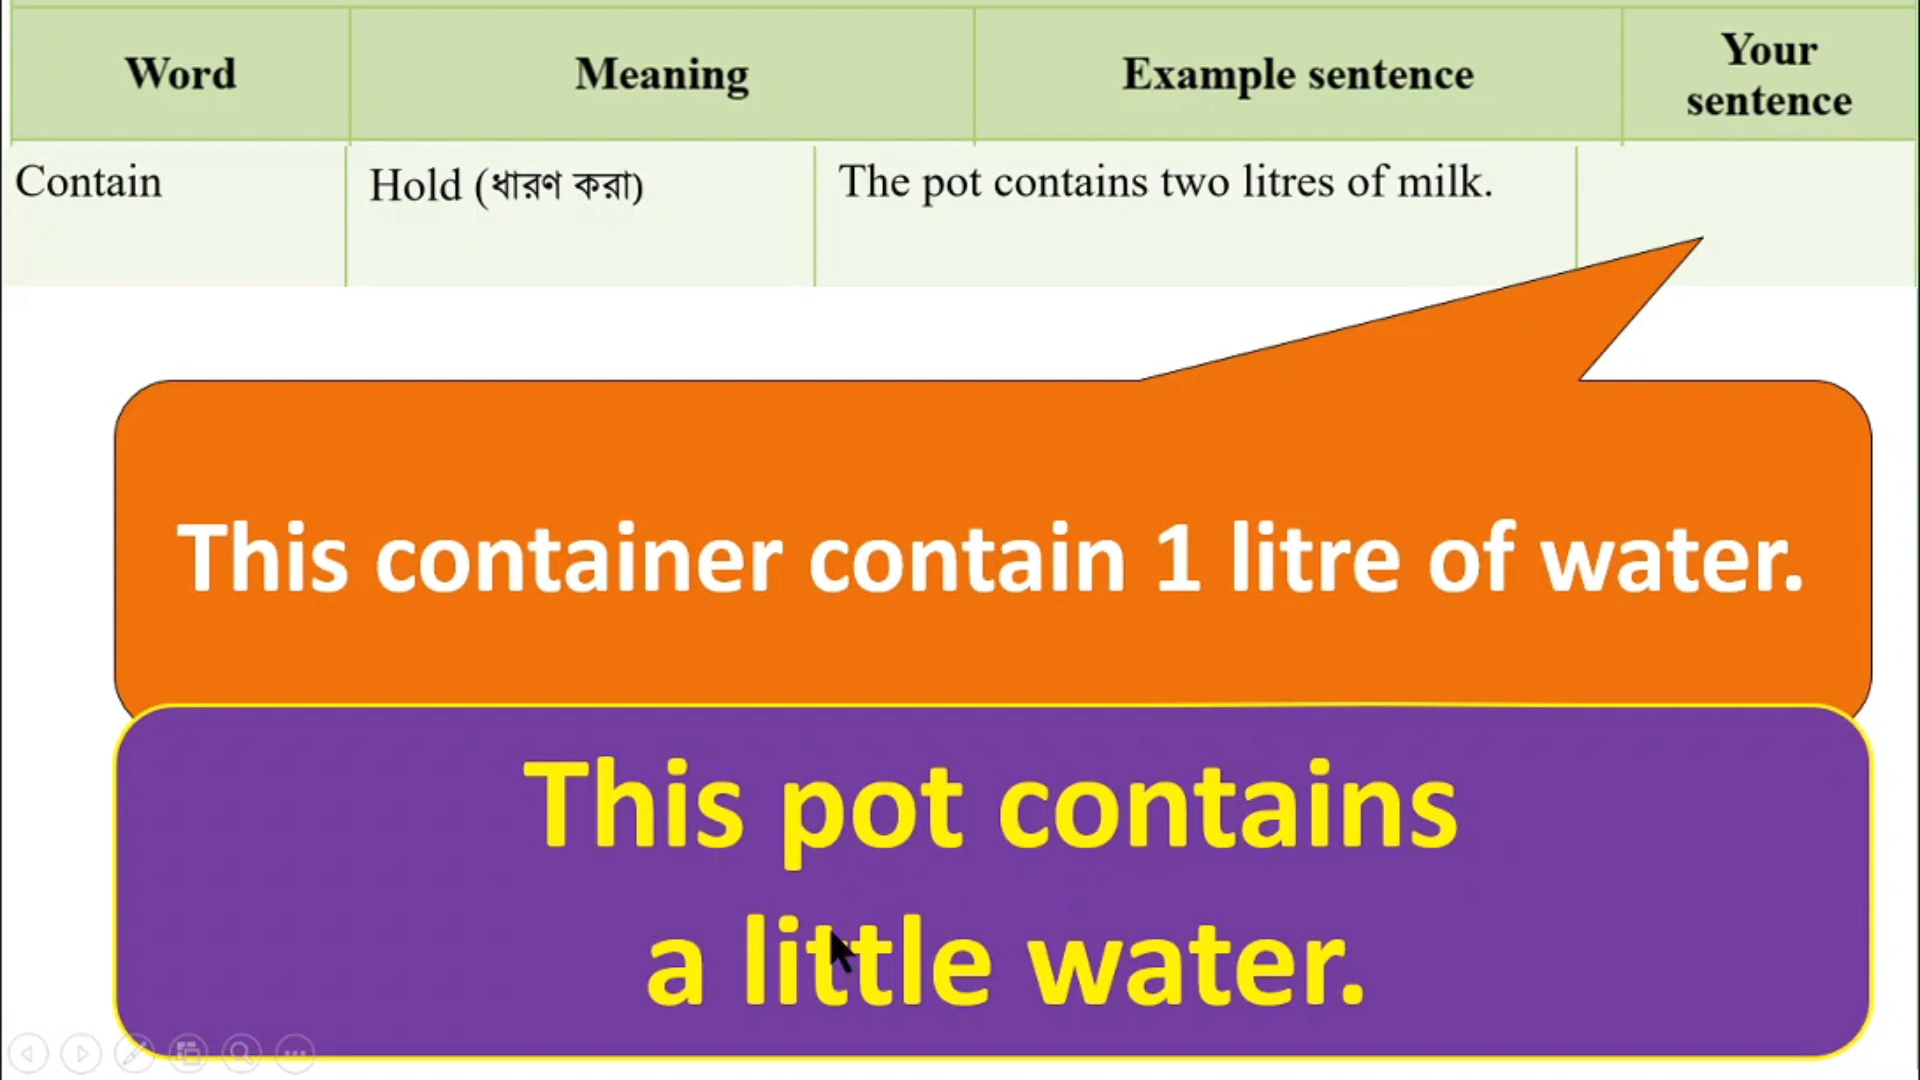 Word Meaning Example sentence Your sentence
Contain Hold (ধারণ করা) The pot contains two litres of milk.
This container contain 1 litre of water.
This pot contains
a little water.